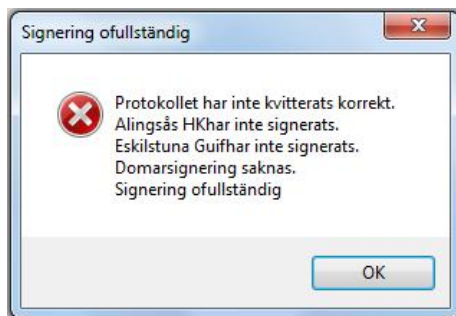 Signering ofullständig
Protokollet har inte kvitterats korrekt.
Alingsås HKhar inte signerats.
Eskilstuna Guifhar inte signerats.
Domarsignering saknas.
Signering ofullständig
OK